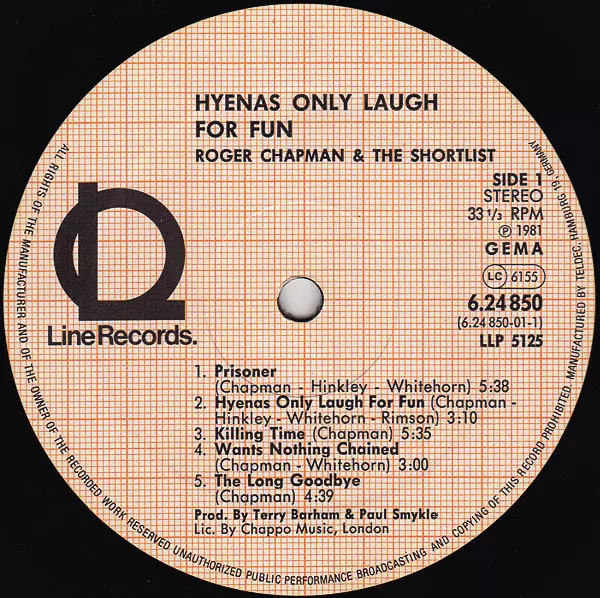 HYENAS ONLY LAUGH
FOR FUN
ROGER CHAPMAN & THE SHORTLIST
SIDE 1
STEREO
33 1/3 RPM
℗ 1981
GEMA
LC 6155
6.24 850
(6.24 850-01-1)
LLP 5125
LineRecords.
1. Prisoner
(Chapman - Hinkley - Whitehorn) 5:38
2. Hyenas Only Laugh For Fun (Chapman -
Hinkley - Whitehorn - Rimson) 3:10
3. Killing Time (Chapman) 5:35
4. Wants Nothing Chained
(Chapman - Whitehorn) 3:00
5. The Long Goodbye
(Chapman) 4:39
Prod. By Terry Barham & Paul Smykle
Lic. By Chappo Music, London
ALL RIGHTS OF THE MANUFACTURER AND OF THE OWNER OF THE RECORDED WORK RESERVED UNAUTHORIZED PUBLIC PERFORMANCE BROADCASTING AND COPYING OF THIS RECORD PROHIBITED. MANUFACTURED BY TELDEC, HAMBURG 19, GERMANY